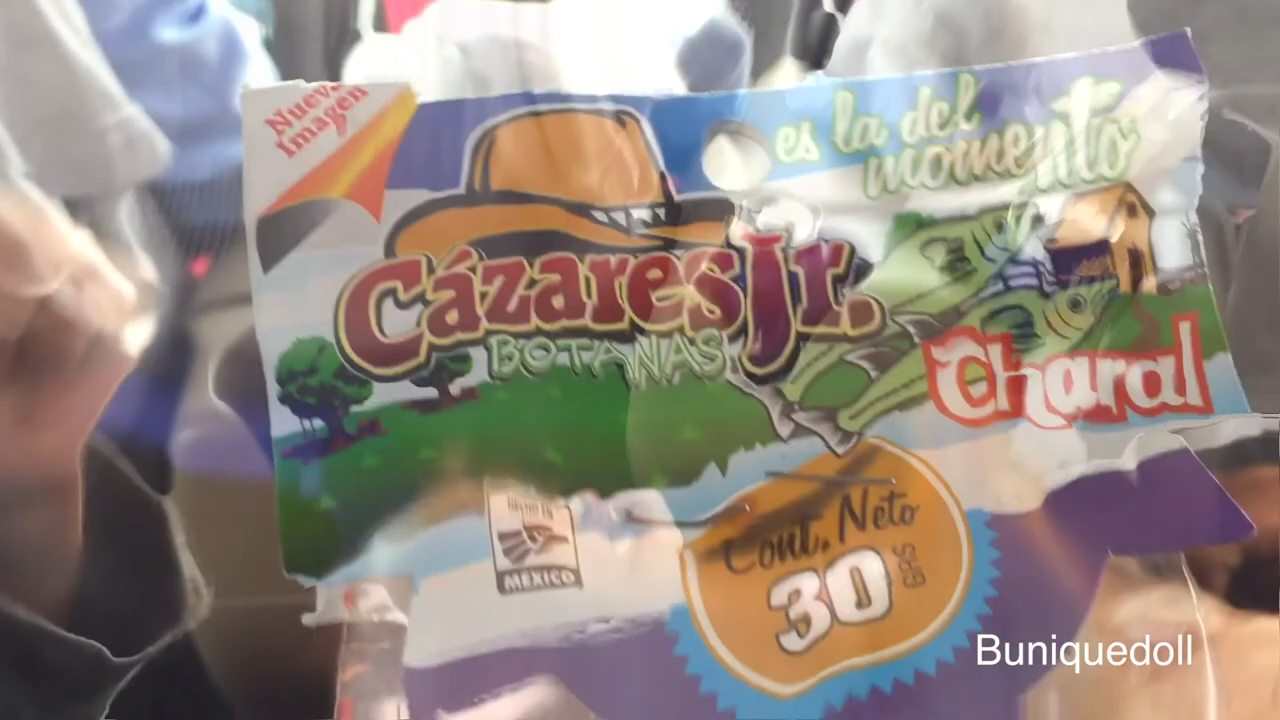 Nueva
Imagen
es la del
momento
Cázares Jr.
BOTANAS
Charal
HECHO EN
MÉXICO
Cont. Neto
30 GRS
Buniquedoll